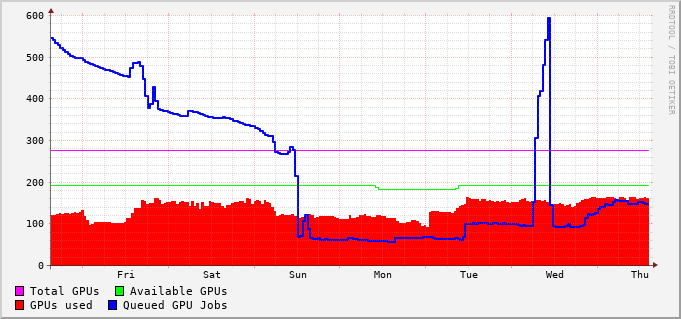 600
500
400
300
200
100
0
Fri Sat Sun Mon Tue Wed Thu
Total GPUs Available GPUs
GPUs used Queued GPU Jobs
RRDTOOL / TOBI OETIKER